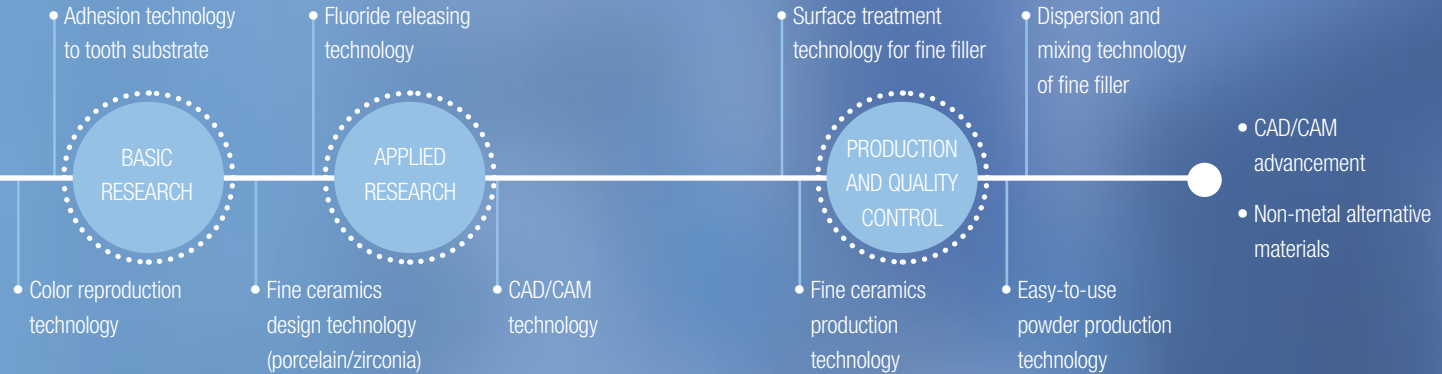 Adhesion technology
to tooth substrate
Fluoride releasing
technology
Surface treatment
technology for fine filler
Dispersion and
mixing technology
of fine filler
BASIC
RESEARCH
APPLIED
RESEARCH
PRODUCTION
AND QUALITY
CONTROL
CAD/CAM
advancement
Non-metal alternative
materials
Color reproduction
technology
Fine ceramics
design technology
(porcelain/zirconia)
CAD/CAM
technology
Fine ceramics
production
technology
Easy-to-use
powder production
technology